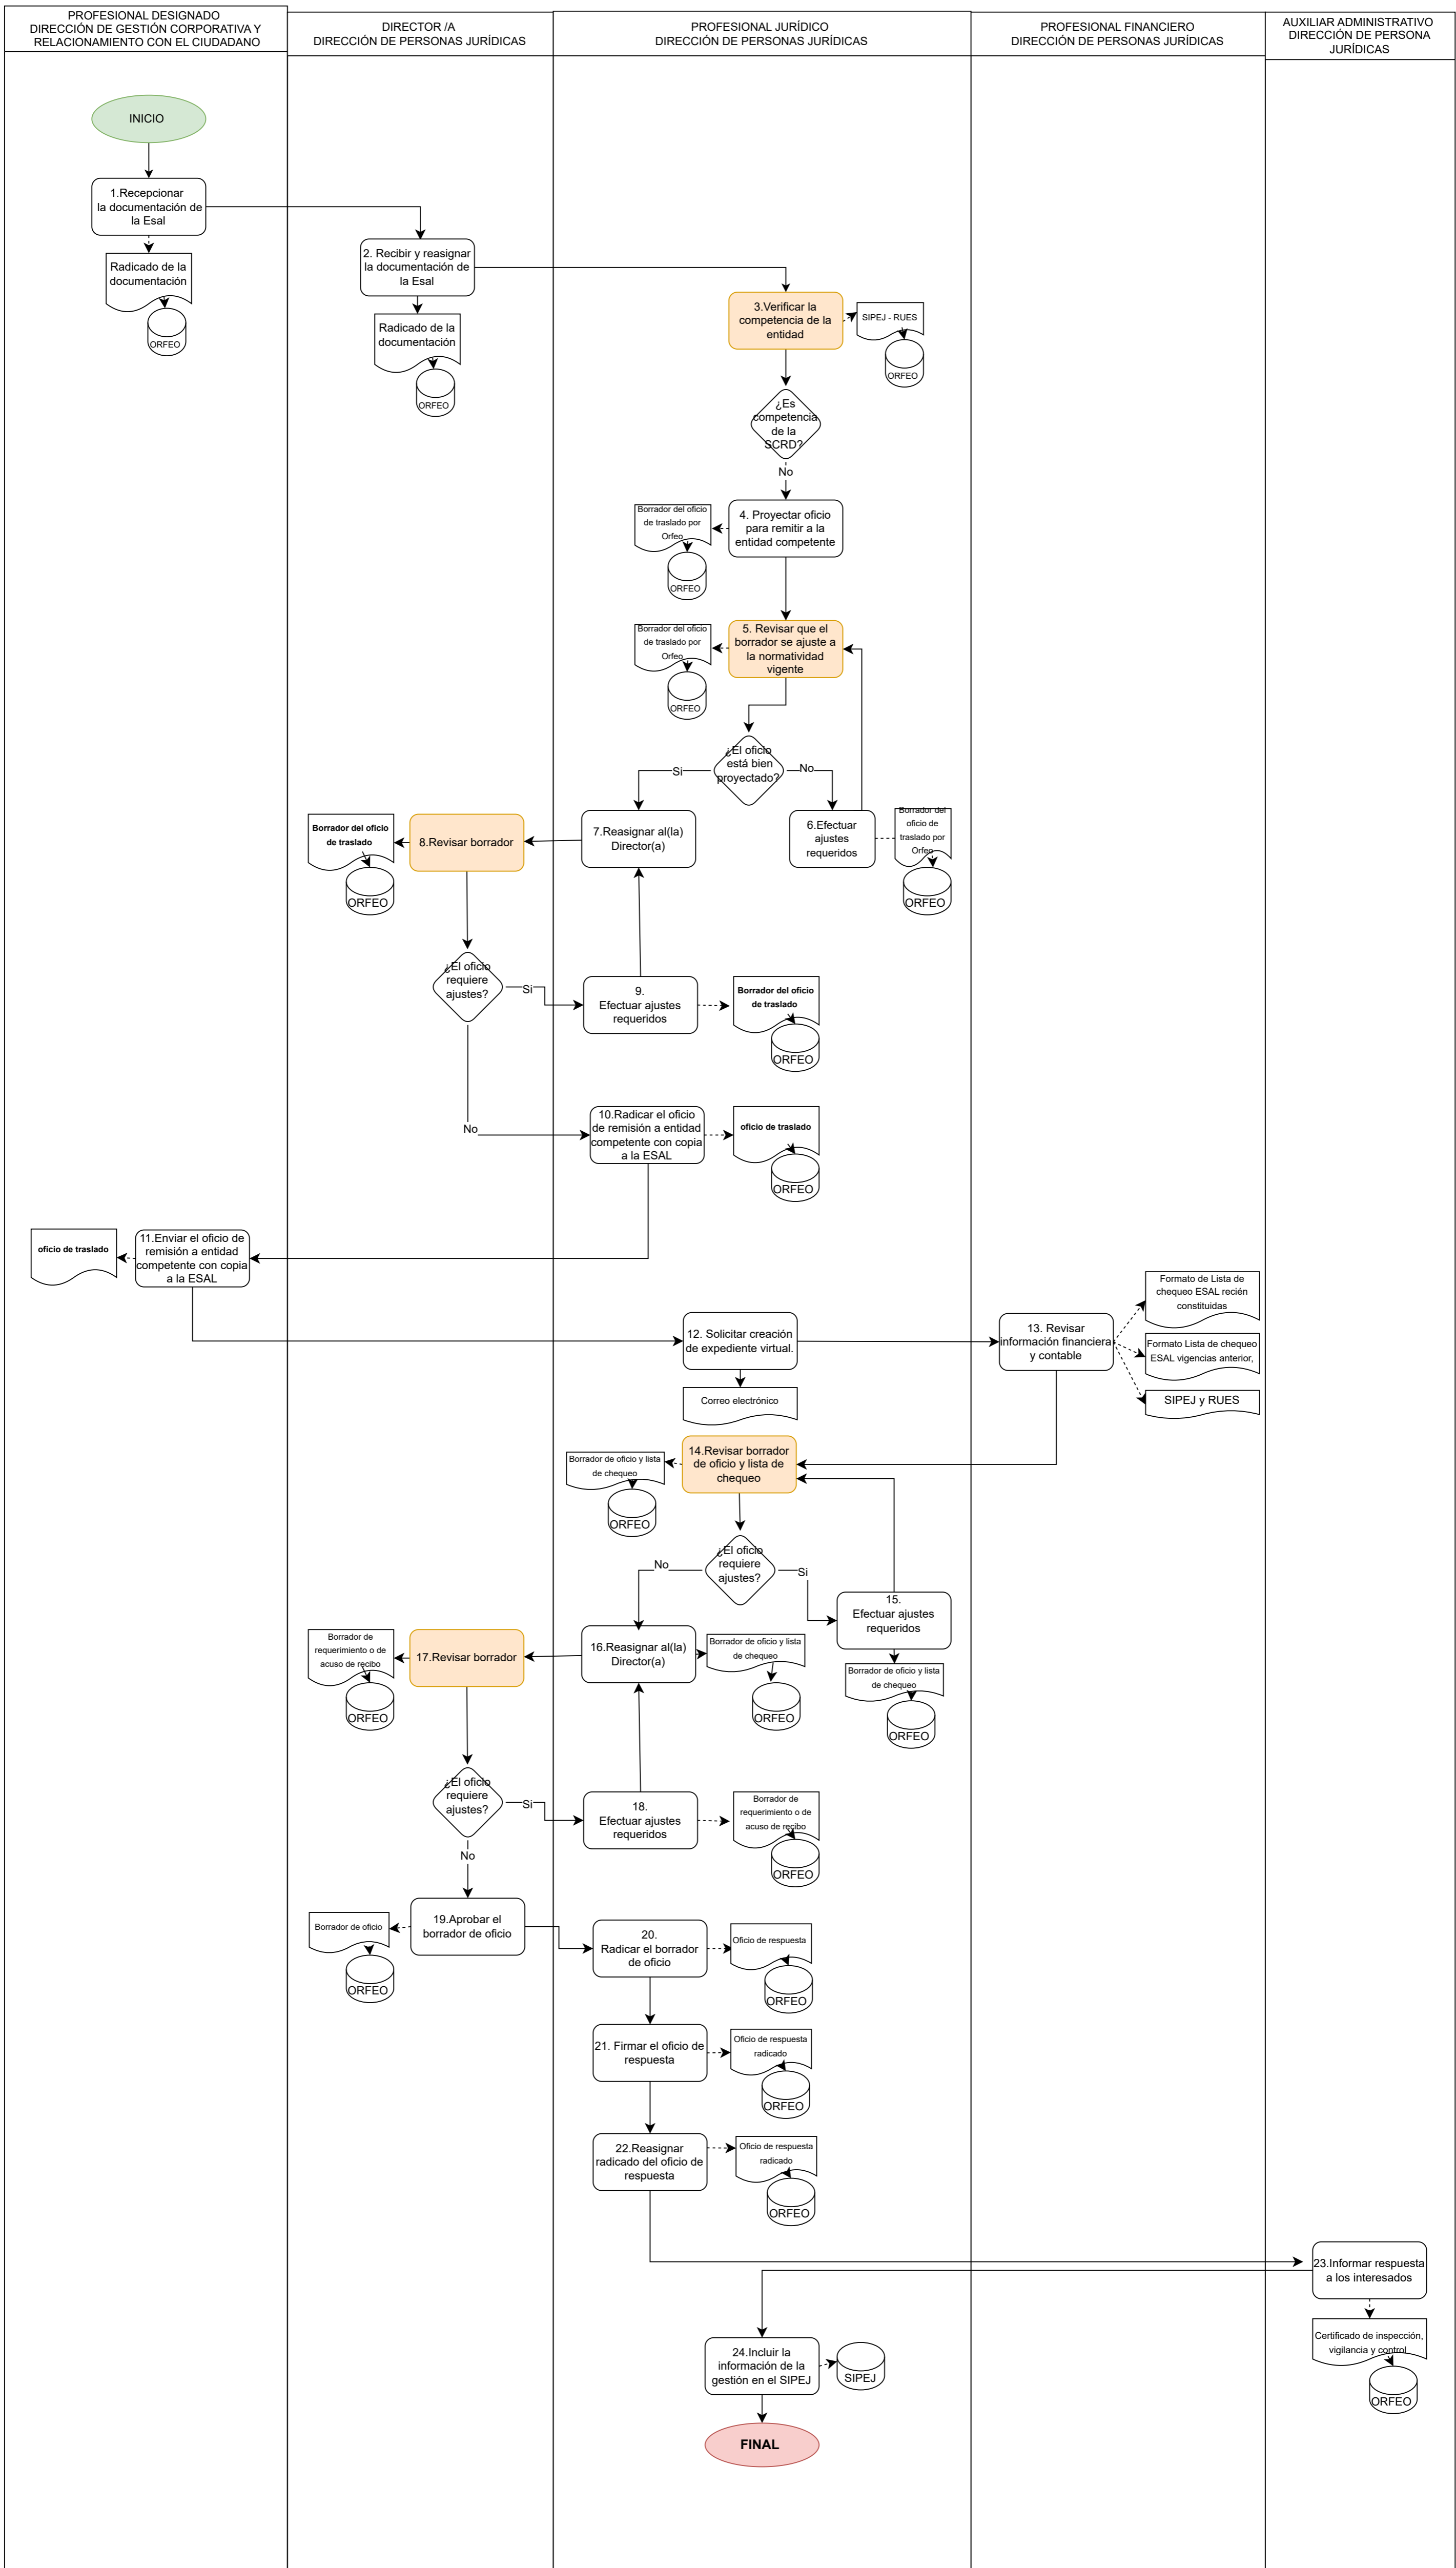 PROFESIONAL DESIGNADO
DIRECCIÓN DE GESTIÓN CORPORATIVA Y
RELACIONAMIENTO CON EL CIUDADANO
DIRECTOR /A
DIRECCIÓN DE PERSONAS JURÍDICAS
PROFESIONAL JURÍDICO
DIRECCIÓN DE PERSONAS JURÍDICAS
PROFESIONAL FINANCIERO
DIRECCIÓN DE PERSONAS JURÍDICAS
AUXILIAR ADMINISTRATIVO
DIRECCIÓN DE PERSONA
JURÍDICAS
INICIO
1.Recepcionar
la documentación de
la Esal
Radicado de la
documentación
ORFEO
2. Recibir y reasignar
la documentación de
la Esal
Radicado de la
documentación
ORFEO
3.Verificar la
competencia de la
entidad
SIPEJ - RUES
ORFEO
¿Es
competencia
de la
SCRD?
No
4. Proyectar oficio
para remitir a la
entidad competente
Borrador del oficio
de traslado por
Orfeo
ORFEO
5. Revisar que el
borrador se ajuste a
la normatividad
vigente
Borrador del oficio
de traslado por
Orfeo
ORFEO
¿El oficio
está bien
proyectado?
Si
No
6.Efectuar
ajustes
requeridos
Borrador del
oficio de
traslado por
Orfeo
ORFEO
7.Reasignar al(la)
Director(a)
8.Revisar borrador
Borrador del oficio
de traslado
ORFEO
¿El oficio
requiere
ajustes?
Si
9.
Efectuar ajustes
requeridos
Borrador del oficio
de traslado
ORFEO
No
10.Radicar el oficio
de remisión a entidad
competente con copia
a la ESAL
oficio de traslado
ORFEO
11.Enviar el oficio de
remisión a entidad
competente con copia
a la ESAL
oficio de traslado
12. Solicitar creación
de expediente virtual.
Correo electrónico
13. Revisar
información financiera
y contable
Formato de Lista de
chequeo ESAL recién
constituidas
Formato Lista de chequeo
ESAL vigencias anterior,
SIPEJ y RUES
14.Revisar borrador
de oficio y lista de
chequeo
Borrador de oficio y lista
de chequeo
ORFEO
¿El oficio
requiere
ajustes?
No
Si
15.
Efectuar ajustes
requeridos
Borrador de oficio y lista
de chequeo
ORFEO
16.Reasignar al(la)
Director(a)
Borrador de oficio y lista
de chequeo
ORFEO
17.Revisar borrador
Borrador de
requerimiento o de
acuso de recibo
ORFEO
¿El oficio
requiere
ajustes?
Si
18.
Efectuar ajustes
requeridos
Borrador de
requerimiento o de
acuso de recibo
ORFEO
No
19.Aprobar el
borrador de oficio
Borrador de oficio
ORFEO
20.
Radicar el borrador
de oficio
Oficio de respuesta
ORFEO
21. Firmar el oficio de
respuesta
Oficio de respuesta
radicado
ORFEO
22.Reasignar
radicado del oficio de
respuesta
Oficio de respuesta
radicado
ORFEO
23.Informar respuesta
a los interesados
Certificado de inspección,
vigilancia y control
ORFEO
24.Incluir la
información de la
gestión en el SIPEJ
SIPEJ
FINAL